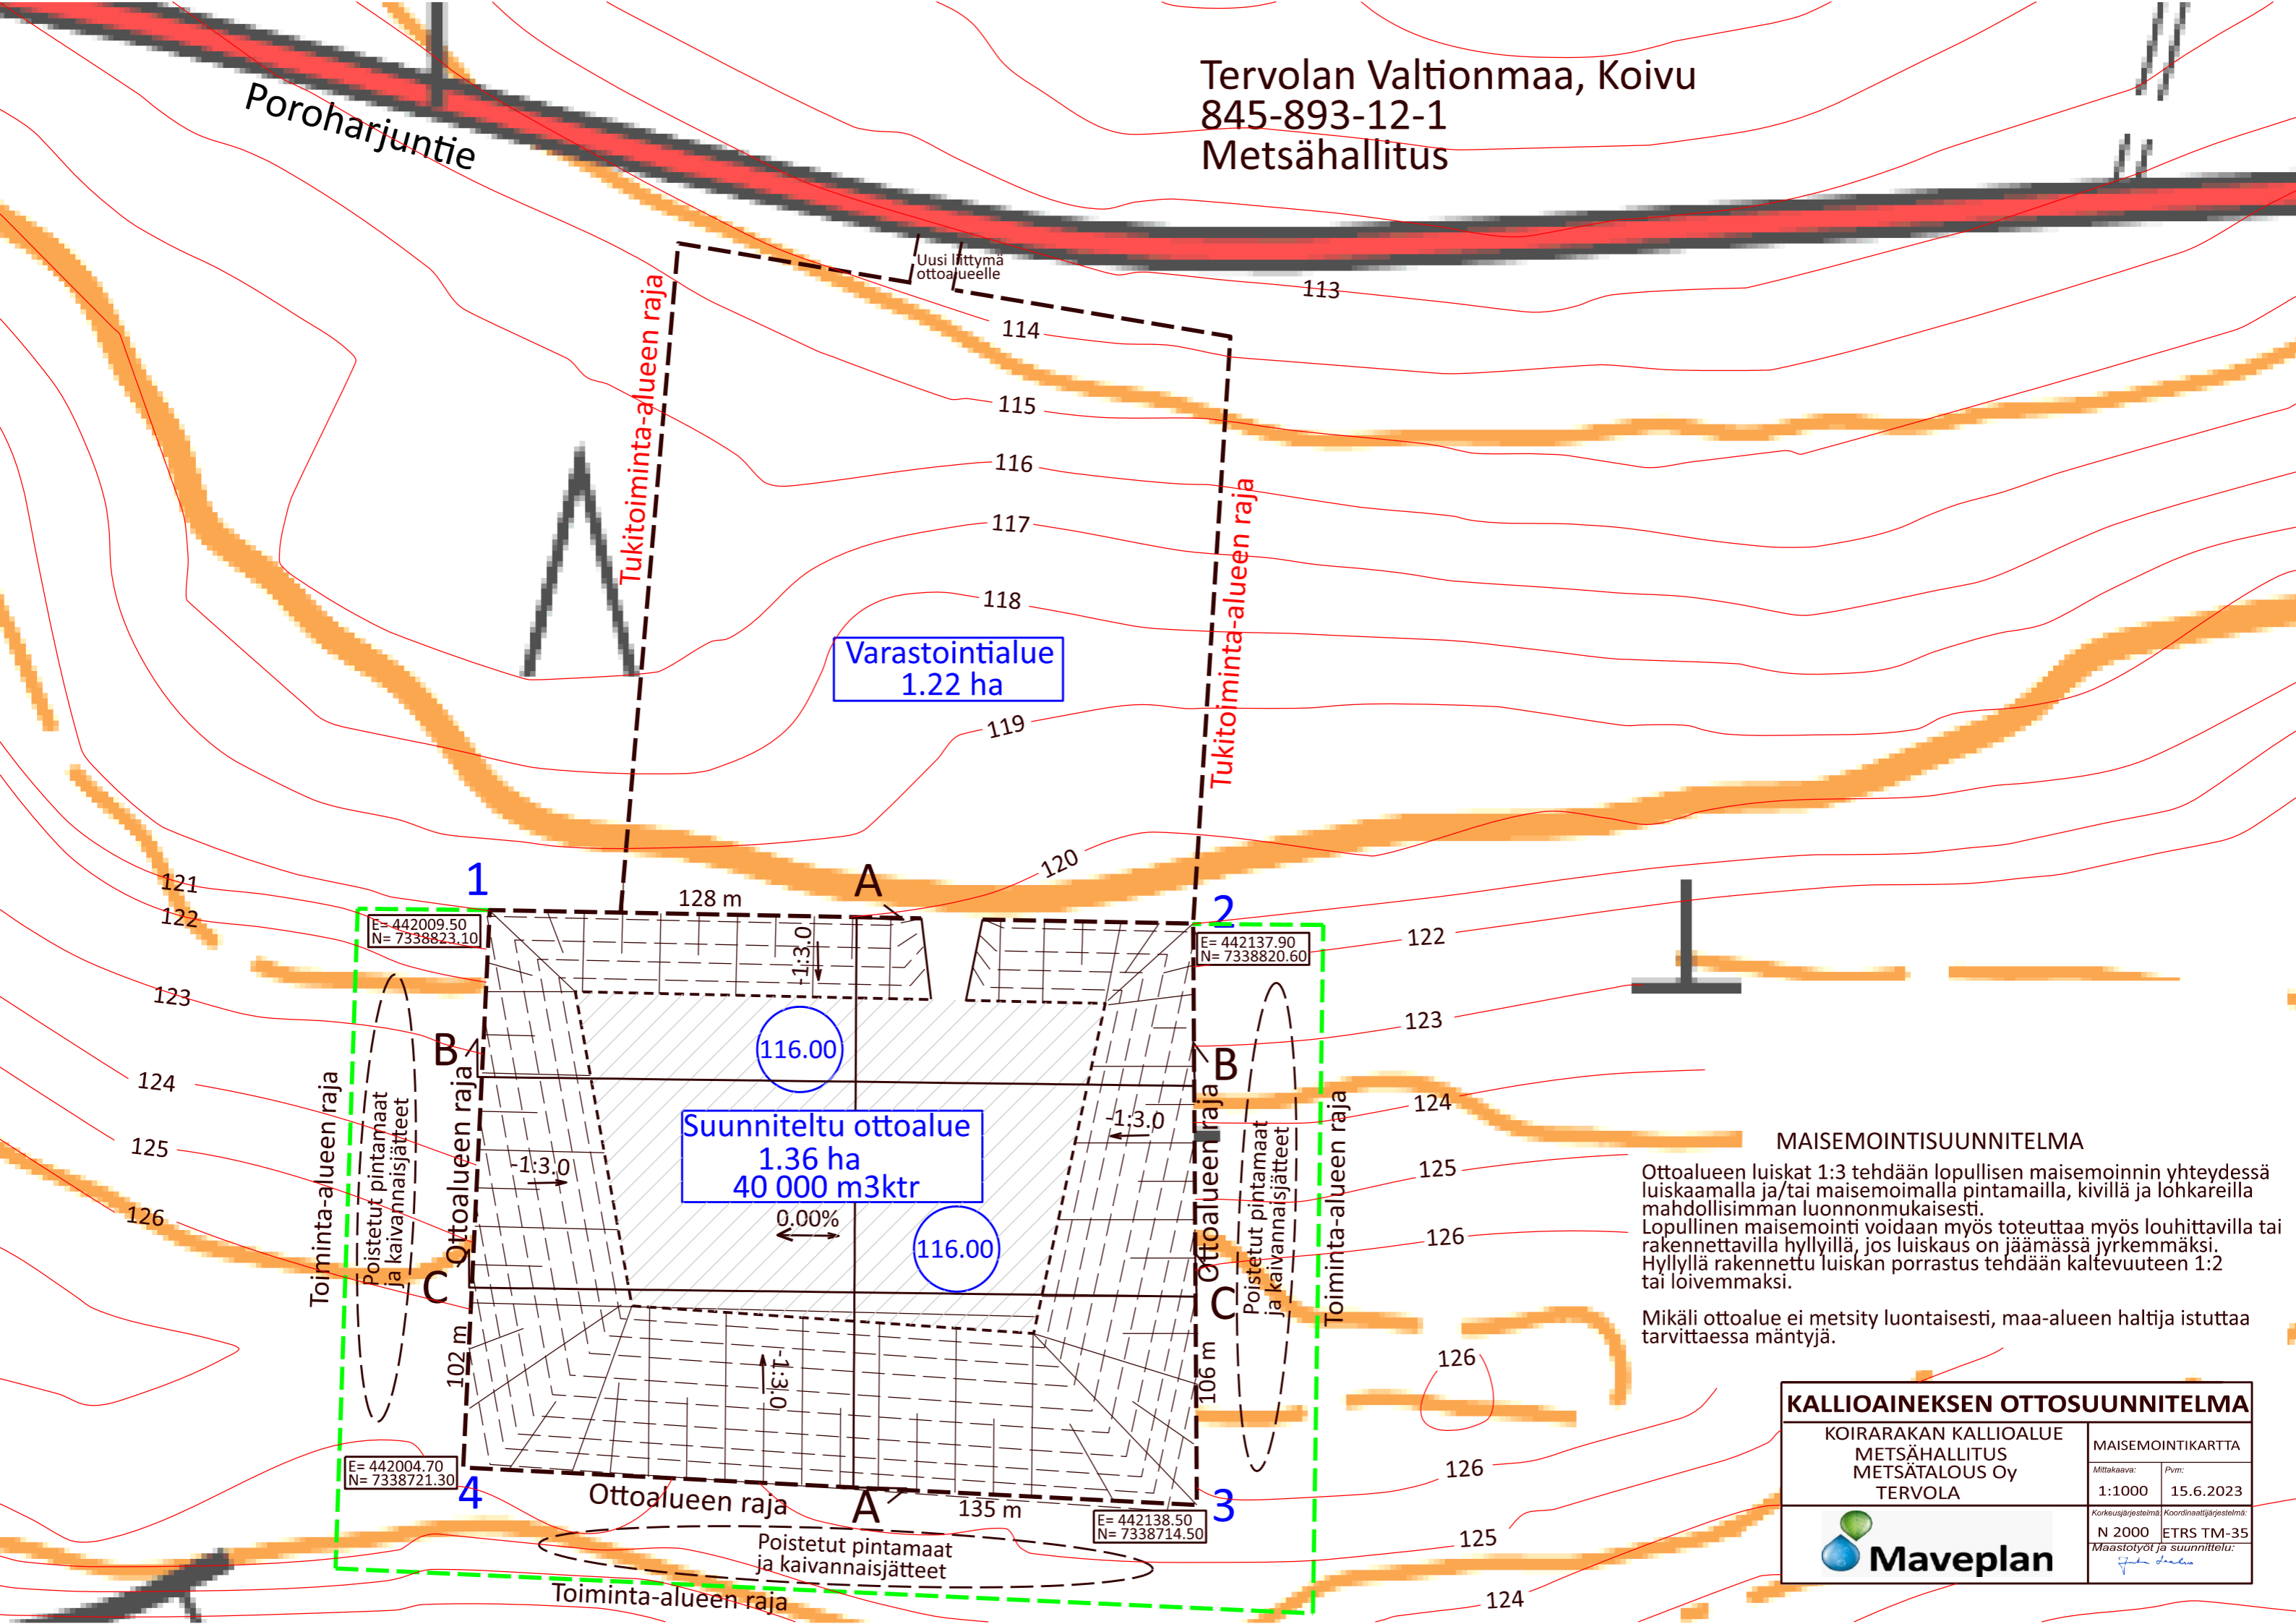 Tervolan Valtionmaa, Koivu
845-893-12-1
Metsähallitus
Poroharjuntie
Uusi liittymä
ottoalueelle
113
114
115
116
117
118
119
120
Tukitoiminta-alueen raja
Tukitoiminta-alueen raja
Varastointialue
1.22 ha
121
122
123
124
125
126
1
128 m
A
2
E= 442009.50
N= 7338823.10
E= 442137.90
N= 7338820.60
122
123
124
125
126
126
126
125
124
-1:3.0
116.00
B
B
Suunniteltu ottoalue
1.36 ha
40 000 m3ktr
-1:3.0
-1:3.0
0.00%
116.00
C
C
-1:3.0
Toiminta-alueen raja
Poistetut pintamaat
ja kaivannaisjätteet
Ottoalueen raja
102 m
Ottoalueen raja
106 m
Poistetut pintamaat
ja kaivannaisjätteet
Toiminta-alueen raja
E= 442004.70
N= 7338721.30
4
Ottoalueen raja
A
135 m
3
E= 442138.50
N= 7338714.50
Poistetut pintamaat
ja kaivannaisjätteet
Toiminta-alueen raja
MAISEMOINTISUUNNITELMA
Ottoalueen luiskat 1:3 tehdään lopullisen maisemoinnin yhteydessä
luiskaamalla ja/tai maisemoimalla pintamailla, kivillä ja lohkareilla
mahdollisimman luonnonmukaisesti.
Lopullinen maisemointi voidaan myös toteuttaa myös louhittavilla tai
rakennettavilla hyllyillä, jos luiskaus on jäämässä jyrkemmäksi.
Hyllyllä rakennettu luiskan porrastus tehdään kaltevuuteen 1:2
tai loivemmaksi.
Mikäli ottoalue ei metsity luontaisesti, maa-alueen haltija istuttaa
tarvittaessa mäntyjä.
KALLIOAINEKSEN OTTOSUUNNITELMA
KOIRARAKAN KALLIOALUE
METSÄHALLITUS
METSÄTALOUS Oy
TERVOLA
MAISEMOINTIKARTTA
Mittakaava:
1:1000
Pvm:
15.6.2023
Korkeusjärjestelmä:
N 2000
Koordinaattijärjestelmä:
ETRS TM-35
Maastotyöt ja suunnittelu:
Maveplan